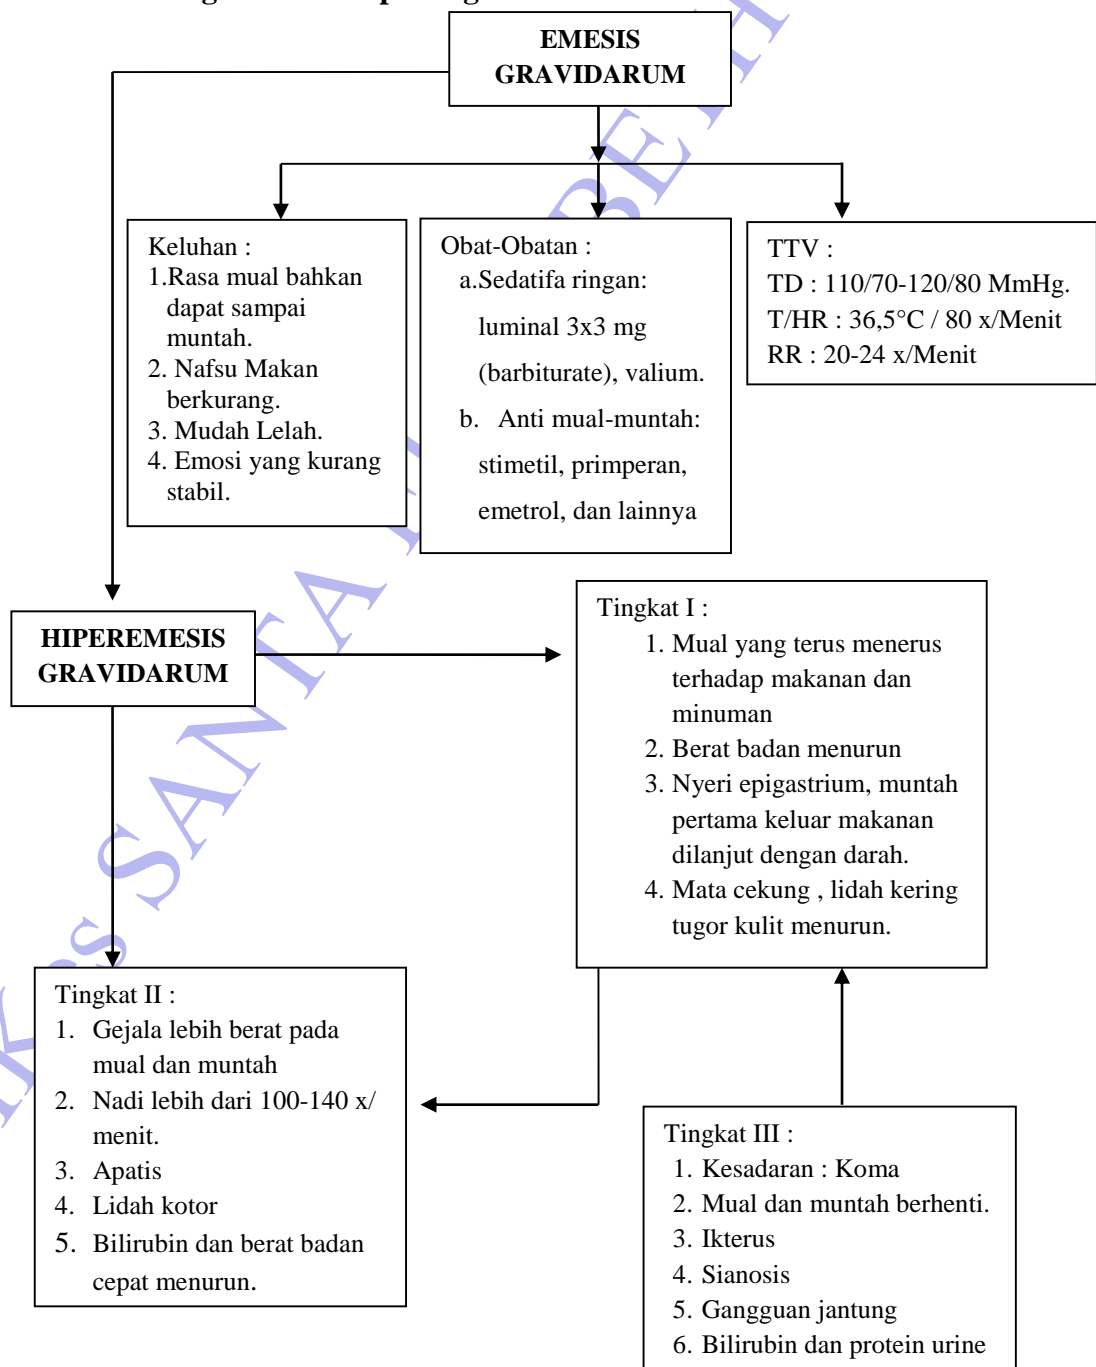 EMESIS
GRAVIDARUM
Keluhan :
1.Rasa mual bahkan
dapat sampai
muntah.
2. Nafsu Makan
berkurang.
3. Mudah Lelah.
4. Emosi yang kurang
stabil.
Obat-Obatan :
a.Sedatifa ringan:
luminal 3x3 mg
(barbiturate), valium.
b. Anti mual-muntah:
stimetil, primperan,
emetrol, dan lainnya
TTV :
TD : 110/70-120/80 MmHg.
T/HR : 36,5°C / 80 x/Menit
RR : 20-24 x/Menit
HIPEREMESIS
GRAVIDARUM
Tingkat I :
1. Mual yang terus menerus
terhadap makanan dan
minuman
2. Berat badan menurun
3. Nyeri epigastrium, muntah
pertama keluar makanan
dilanjut dengan darah.
4. Mata cekung , lidah kering
tugor kulit menurun.
Tingkat II :
1. Gejala lebih berat pada
mual dan muntah
2. Nadi lebih dari 100-140 x/
menit.
3. Apatis
4. Lidah kotor
5. Bilirubin dan berat badan
cepat menurun.
Tingkat III :
1. Kesadaran : Koma
2. Mual dan muntah berhenti.
3. Ikterus
4. Sianosis
5. Gangguan jantung
6. Bilirubin dan protein urine
SANTA